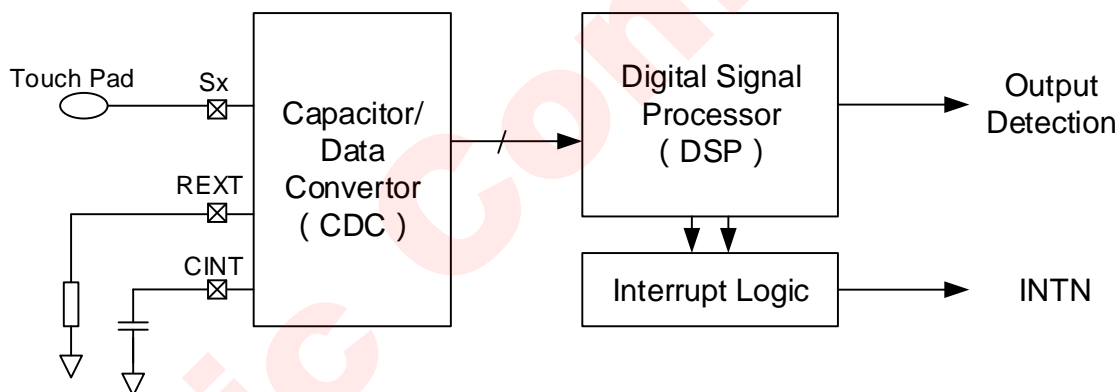 Touch Pad
Sx
REXT
CINT
Capacitor/
Data
Convertor
( CDC )
Digital Signal
Processor
( DSP )
Interrupt Logic
Output
Detection
INTN